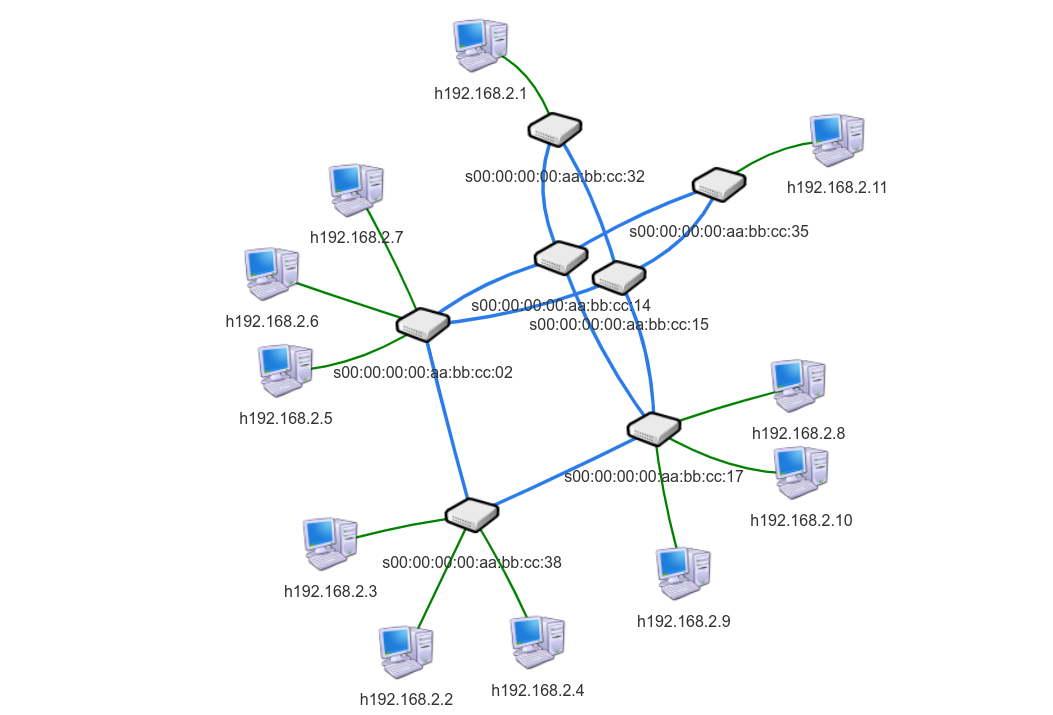 h192.168.2.1
s00:00:00:00:aa:bb:cc:32
h192.168.2.11
h192.168.2.7
s00:00:00:00:aa:bb:cc:35
s00:00:00:00:aa:bb:cc:14
h192.168.2.6
s00:00:00:00:aa:bb:cc:15
s00:00:00:00:aa:bb:cc:02
h192.168.2.5
h192.168.2.8
s00:00:00:00:aa:bb:cc:17
h192.168.2.10
s00:00:00:00:aa:bb:cc:38
h192.168.2.3
h192.168.2.9
h192.168.2.4
h192.168.2.2